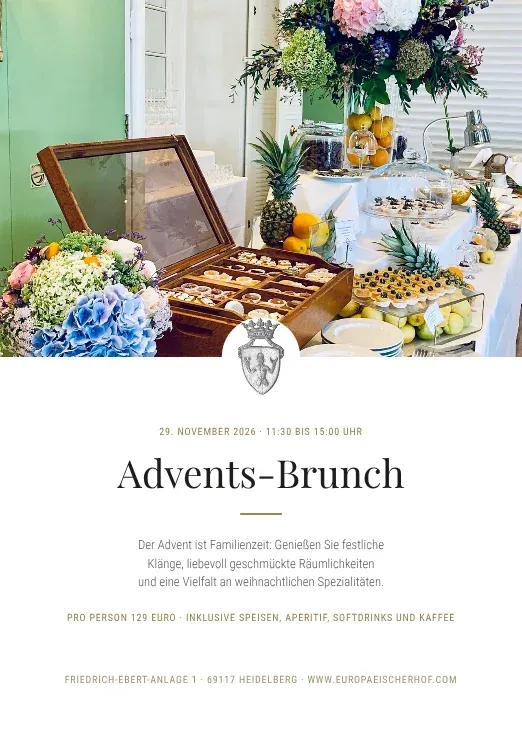 29. NOVEMBER 2026 · 11:30 BIS 15:00 UHR
Advents-Brunch
Der Advent ist Familienzeit: Genießen Sie festliche
Klänge, liebevoll geschmückte Räumlichkeiten
und eine Vielfalt an weihnachtlichen Spezialitäten.
PRO PERSON 129 EURO · INKLUSIVE SPEISEN, APERITIF, SOFTDRINKS UND KAFFEE
FRIEDRICH-EBERT-ANLAGE 1 · 69117 HEIDELBERG · WWW.EUROPAEISCHERHOF.COM